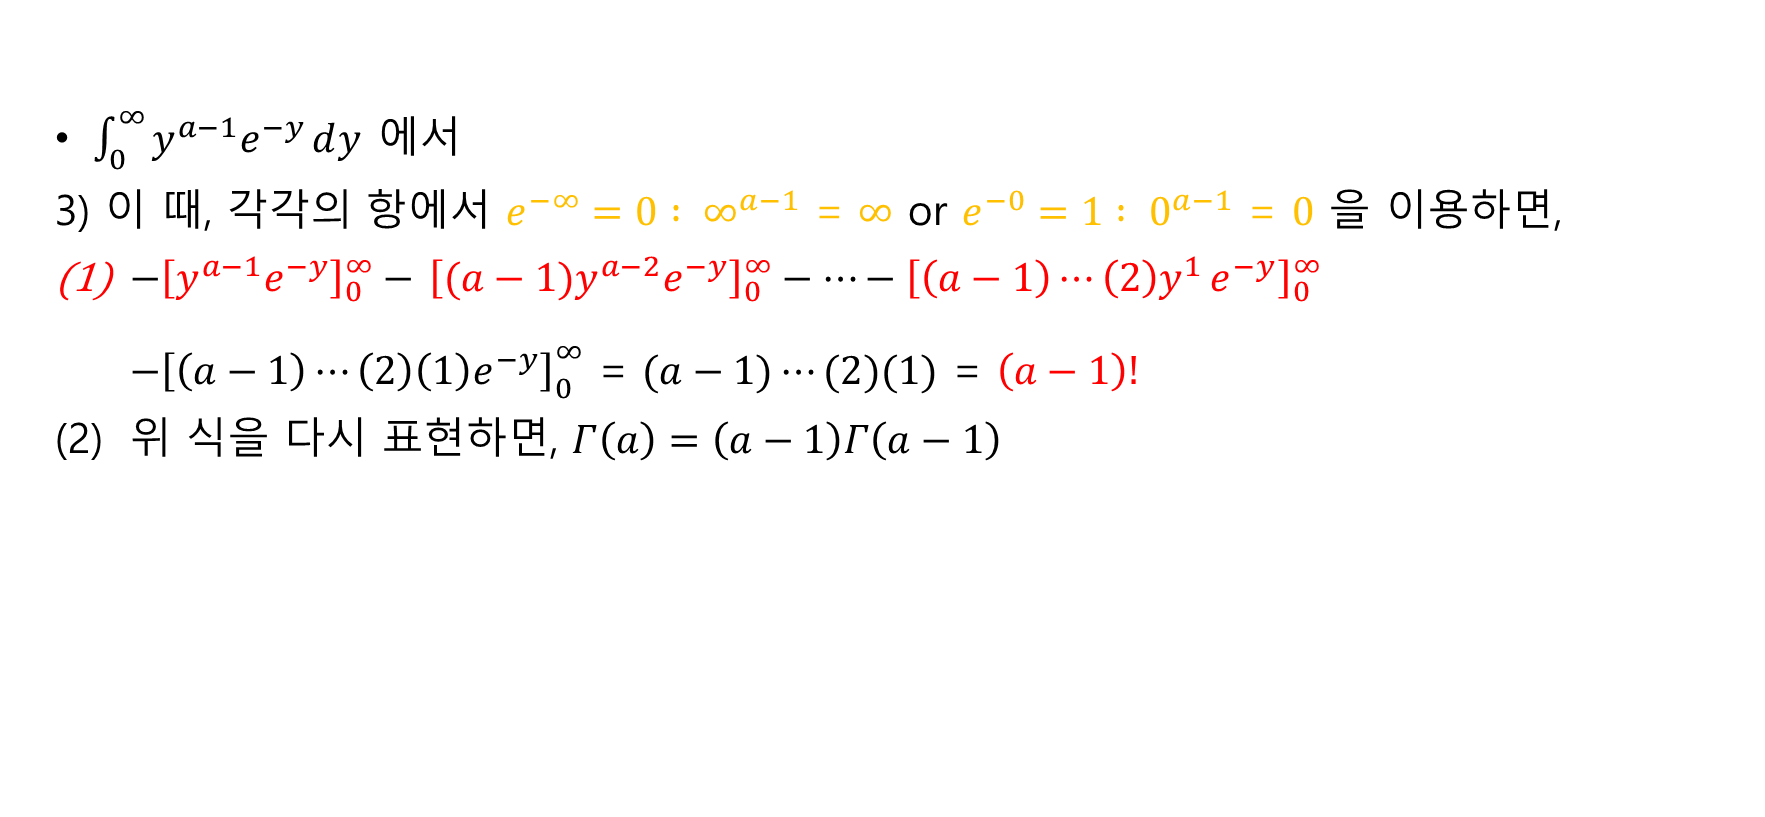 • ∫₀^∞ y^{a−1}e^{−y} dy 에서
3) 이 때, 각각의 항에서 e^{−∞} = 0 : ∞^{a−1} = ∞ or e^{−0} = 1 : 0^{a−1} = 0 을 이용하면,
(1) −[y^{a−1}e^{−y}]₀^∞ − [(a − 1)y^{a−2}e^{−y}]₀^∞ − ⋯ − [(a − 1) ⋯ (2)y^1 e^{−y}]₀^∞
−[(a − 1) ⋯ (2)(1)e^{−y}]₀^∞ = (a − 1) ⋯ (2)(1) = (a − 1)!
(2) 위 식을 다시 표현하면, Γ(a) = (a − 1)Γ(a − 1)